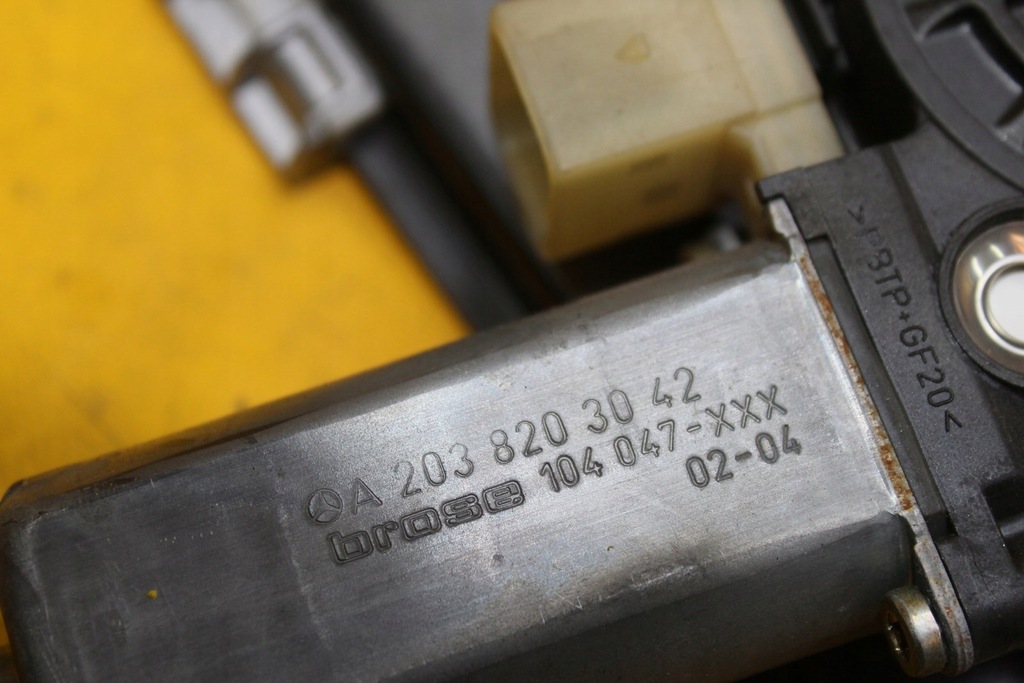 A 203 820 30 42
brose 104 047-XXX
02-04
>PBTP+GF20<